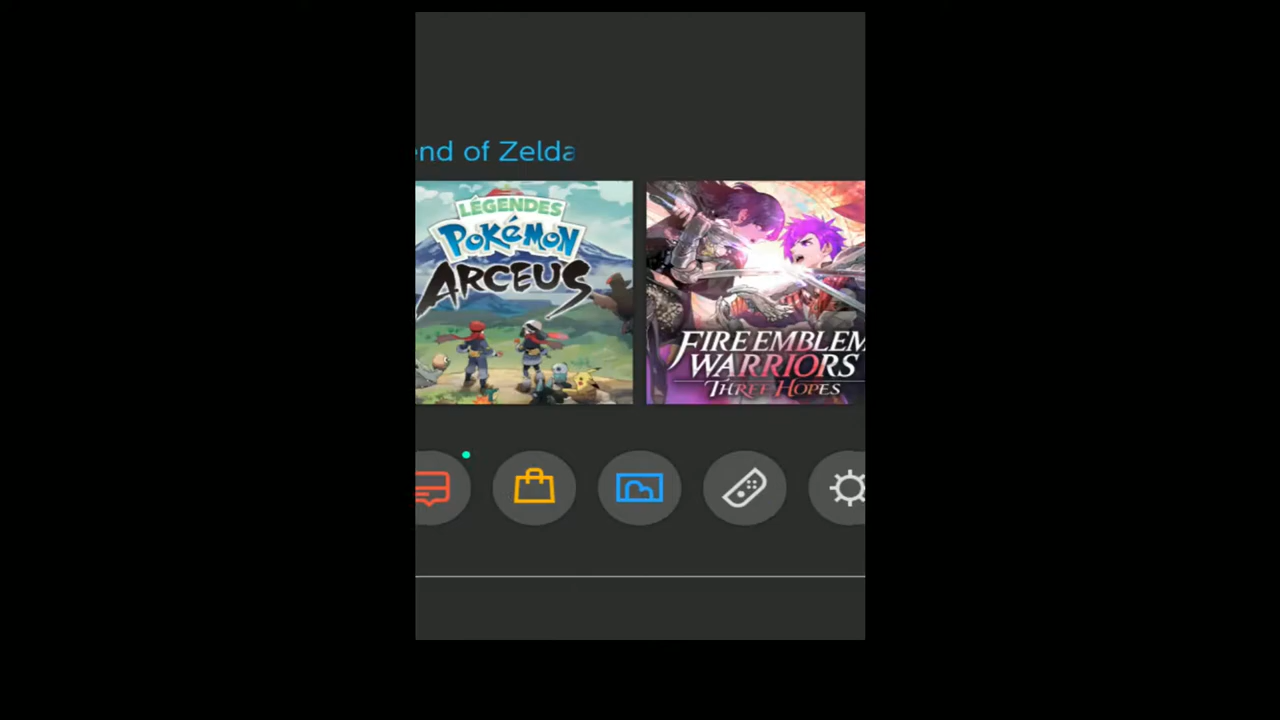 end of Zelda
LÉGENDES
POKÉMON
ARCEUS
FIRE EMBLEM
WARRIORS
THREE HOPES